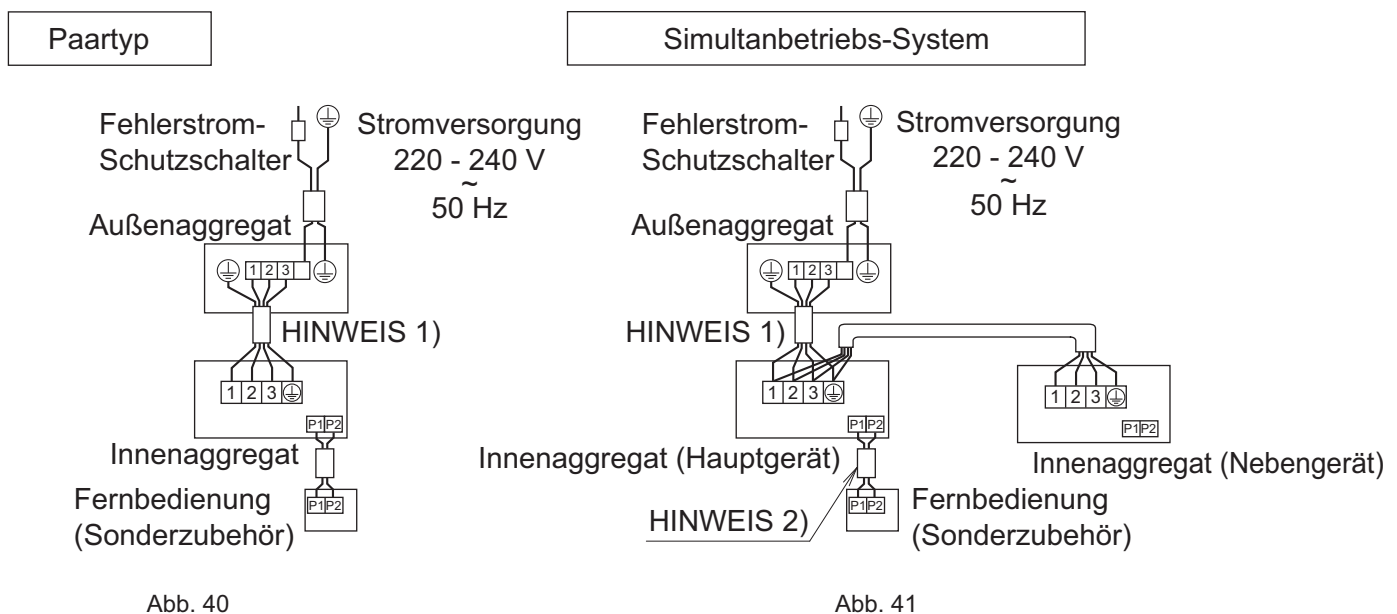 Paartyp
Fehlerstrom-
Schutzschalter
Stromversorgung
220 - 240 V
~
50 Hz
Außenaggregat
1 2 3
HINWEIS 1)
1 2 3
P1 P2
Innenaggregat
Fernbedienung
(Sonderzubehör)
P1 P2
Abb. 40
Simultanbetriebs-System
Fehlerstrom-
Schutzschalter
Stromversorgung
220 - 240 V
~
50 Hz
Außenaggregat
1 2 3
HINWEIS 1)
1 2 3
P1 P2
Innenaggregat (Hauptgerät)
1 2 3
P1 P2
Innenaggregat (Nebengerät)
HINWEIS 2)
P1 P2
Fernbedienung
(Sonderzubehör)
Abb. 41